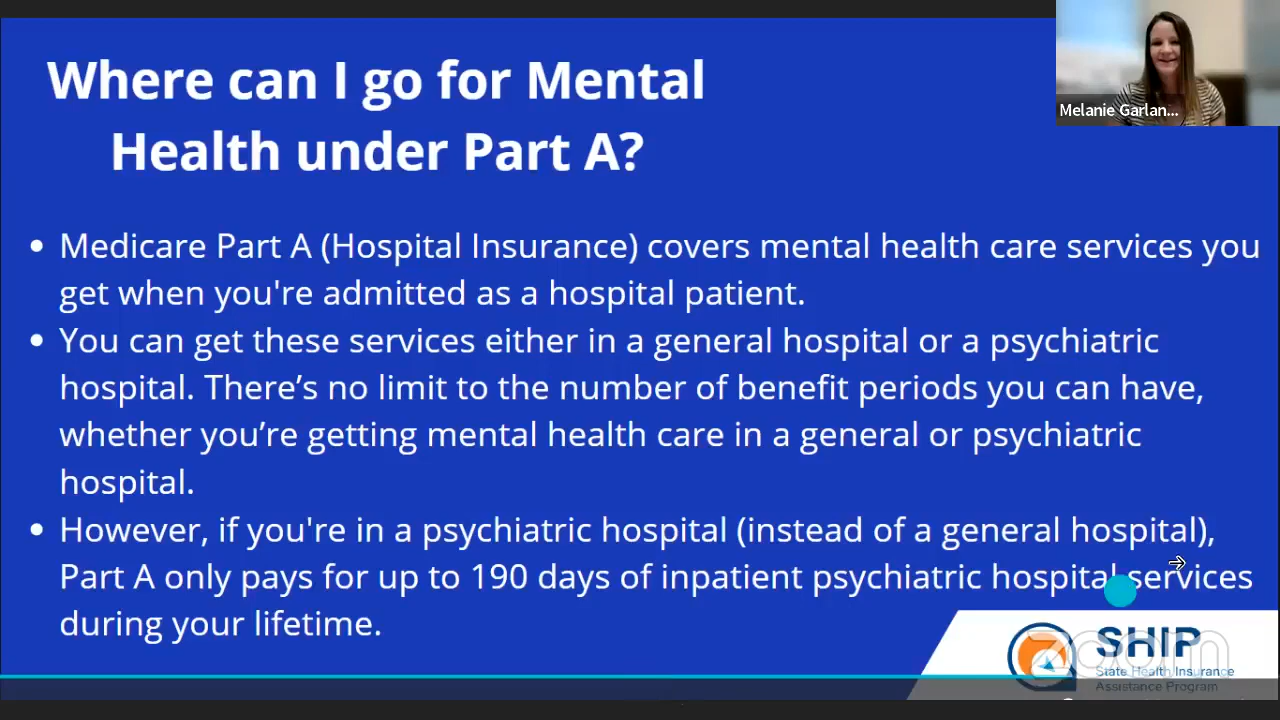 Where can I go for Mental
Health under Part A?
Melanie Garlan...
• Medicare Part A (Hospital Insurance) covers mental health care services you
get when you're admitted as a hospital patient.
• You can get these services either in a general hospital or a psychiatric
hospital. There’s no limit to the number of benefit periods you can have,
whether you’re getting mental health care in a general or psychiatric
hospital.
• However, if you're in a psychiatric hospital (instead of a general hospital),
Part A only pays for up to 190 days of inpatient psychiatric hospital services
during your lifetime.
SHIP
zoom
State Health Insurance
Assistance Program